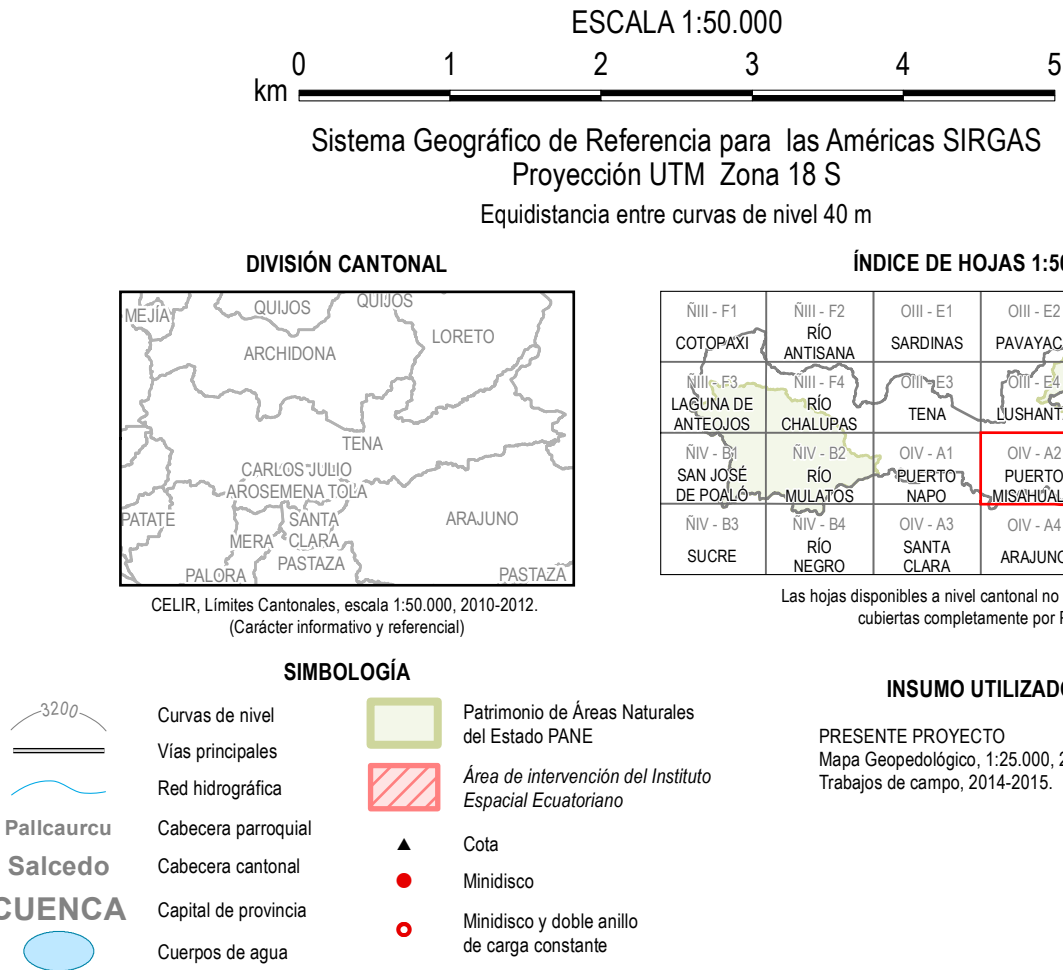 ESCALA 1:50.000
0 1 2 3 4 5
km
Sistema Geográfico de Referencia para las Américas SIRGAS
Proyección UTM Zona 18 S
Equidistancia entre curvas de nivel 40 m
DIVISIÓN CANTONAL
MEJÍA
QUIJOS
QUIJOS
LORETO
ARCHIDONA
TENA
CARLOS JULIO
AROSEMENA TOLA
PATATE
SANTA
CLARA
ARAJUNO
MERA
PASTAZA
PALORA
PASTAZA
CELIR, Límites Cantonales, escala 1:50.000, 2010-2012.
(Carácter informativo y referencial)
ÍNDICE DE HOJAS 1:50
ÑIII - F1
COTOPAXI
ÑIII - F2
RÍO
ANTISANA
OIII - E1
SARDINAS
OIII - E2
PAVAYAC
ÑIII - F3
LAGUNA DE
ANTEOJOS
ÑIII - F4
RÍO
CHALUPAS
OIII - E3
TENA
OIII - E4
LUSHANT
ÑIV - B1
SAN JOSÉ
DE POALÓ
ÑIV - B2
RÍO
MULATOS
OIV - A1
PUERTO
NAPO
OIV - A2
PUERTO
MISAHUAL
ÑIV - B3
SUCRE
ÑIV - B4
RÍO
NEGRO
OIV - A3
SANTA
CLARA
OIV - A4
ARAJUNO
Las hojas disponibles a nivel cantonal no
cubiertas completamente por
SIMBOLOGÍA
3200
Curvas de nivel
Vías principales
Red hidrográfica
Pallcaurcu
Cabecera parroquial
Salcedo
Cabecera cantonal
CUENCA
Capital de provincia
Cuerpos de agua
Patrimonio de Áreas Naturales
del Estado PANE
Área de intervención del Instituto
Espacial Ecuatoriano
Cota
Minidisco
Minidisco y doble anillo
de carga constante
INSUMO UTILIZADO
PRESENTE PROYECTO
Mapa Geopedológico, 1:25.000, 2
Trabajos de campo, 2014-2015.